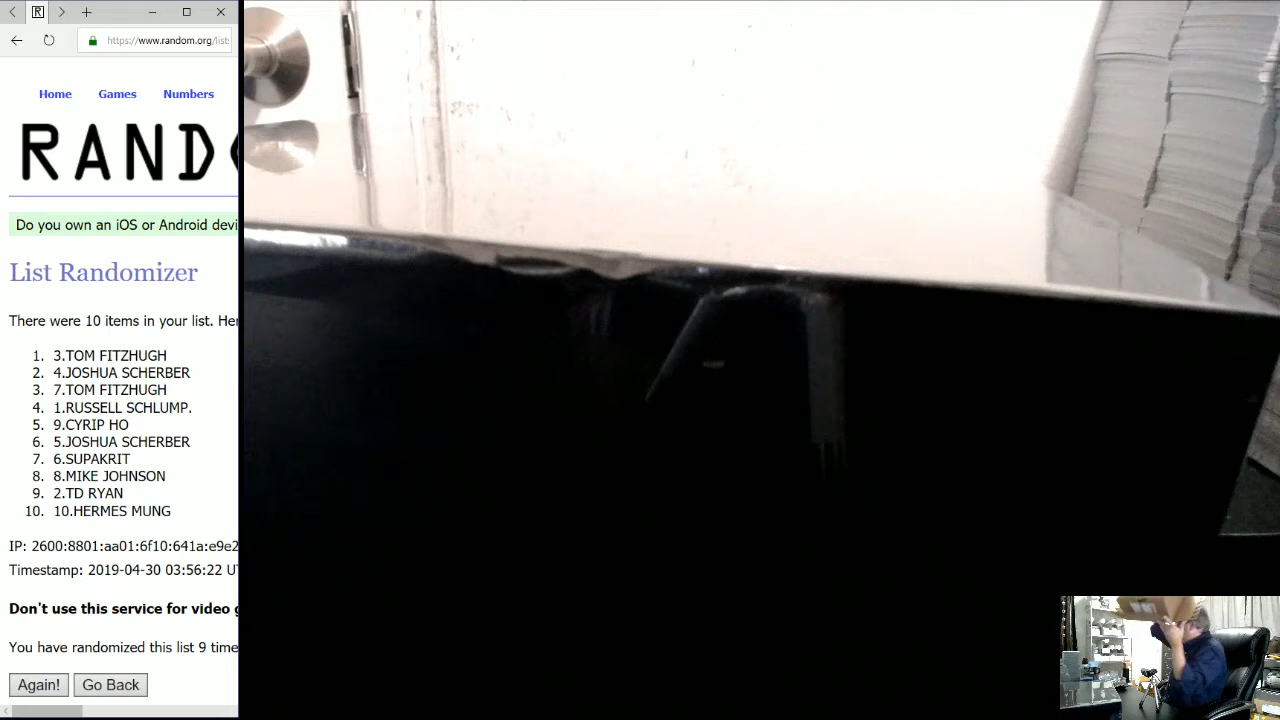 https://www.random.org/list
Home Games Numbers
RAND
Do you own an iOS or Android devi
List Randomizer
There were 10 items in your list. Her
1. 3.TOM FITZHUGH
2. 4.JOSHUA SCHERBER
3. 7.TOM FITZHUGH
4. 1.RUSSELL SCHLUMP.
5. 9.CYRIP HO
6. 5.JOSHUA SCHERBER
7. 6.SUPAKRIT
8. 8.MIKE JOHNSON
9. 2.TD RYAN
10. 10.HERMES MUNG
IP: 2600:8801:aa01:6f10:641a:e9e2
Timestamp: 2019-04-30 03:56:22 U
Don't use this service for video g
You have randomized this list 9 time
Again! Go Back